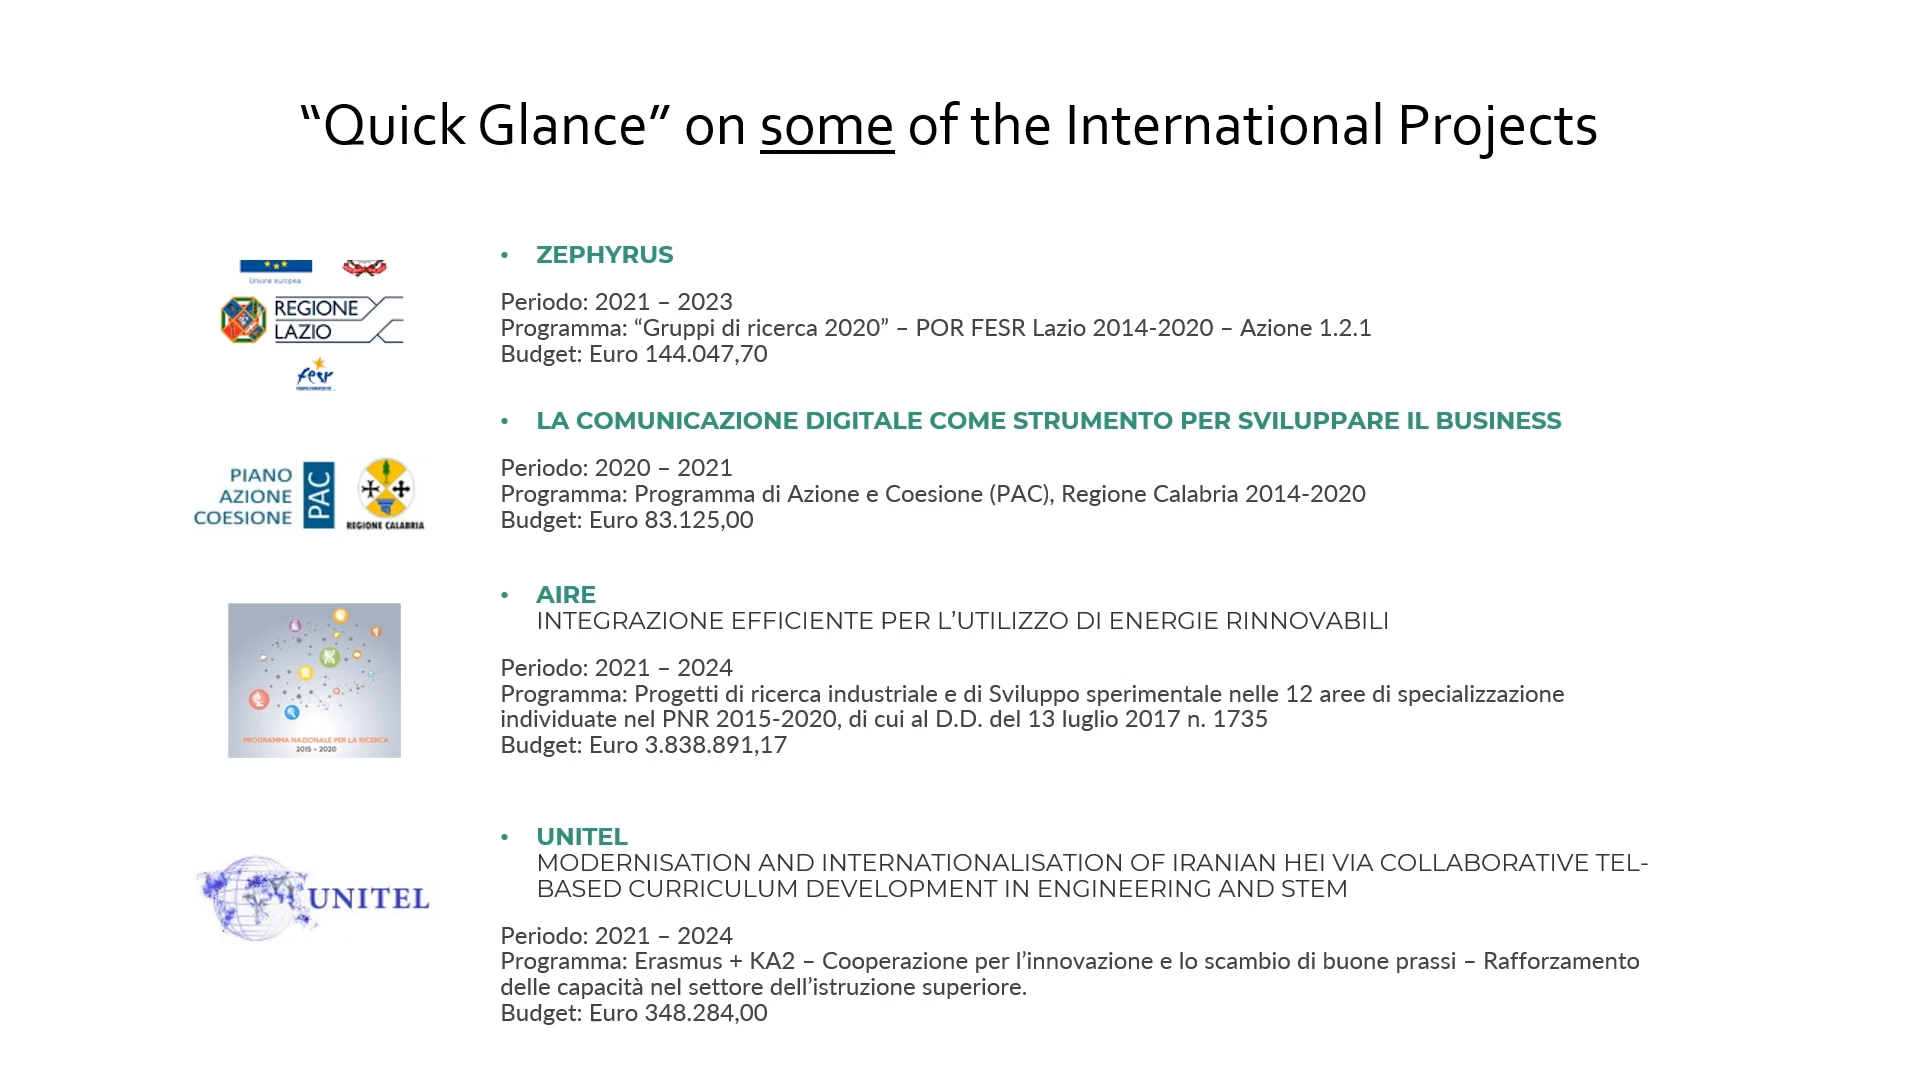 “Quick Glance” on some of the International Projects
Unione europea
REGIONE
LAZIO
fesr
• ZEPHYRUS
Periodo: 2021 – 2023
Programma: “Gruppi di ricerca 2020” – POR FESR Lazio 2014-2020 – Azione 1.2.1
Budget: Euro 144.047,70
PIANO
AZIONE
COESIONE
PAC
REGIONE CALABRIA
• LA COMUNICAZIONE DIGITALE COME STRUMENTO PER SVILUPPARE IL BUSINESS
Periodo: 2020 – 2021
Programma: Programma di Azione e Coesione (PAC), Regione Calabria 2014-2020
Budget: Euro 83.125,00
PROGRAMMA NAZIONALE PER LA RICERCA
2015 – 2020
• AIRE
INTEGRAZIONE EFFICIENTE PER L’UTILIZZO DI ENERGIE RINNOVABILI
Periodo: 2021 – 2024
Programma: Progetti di ricerca industriale e di Sviluppo sperimentale nelle 12 aree di specializzazione
individuate nel PNR 2015-2020, di cui al D.D. del 13 luglio 2017 n. 1735
Budget: Euro 3.838.891,17
UNITEL
• UNITEL
MODERNISATION AND INTERNATIONALISATION OF IRANIAN HEI VIA COLLABORATIVE TEL-
BASED CURRICULUM DEVELOPMENT IN ENGINEERING AND STEM
Periodo: 2021 – 2024
Programma: Erasmus + KA2 – Cooperazione per l’innovazione e lo scambio di buone prassi – Rafforzamento
delle capacità nel settore dell’istruzione superiore.
Budget: Euro 348.284,00